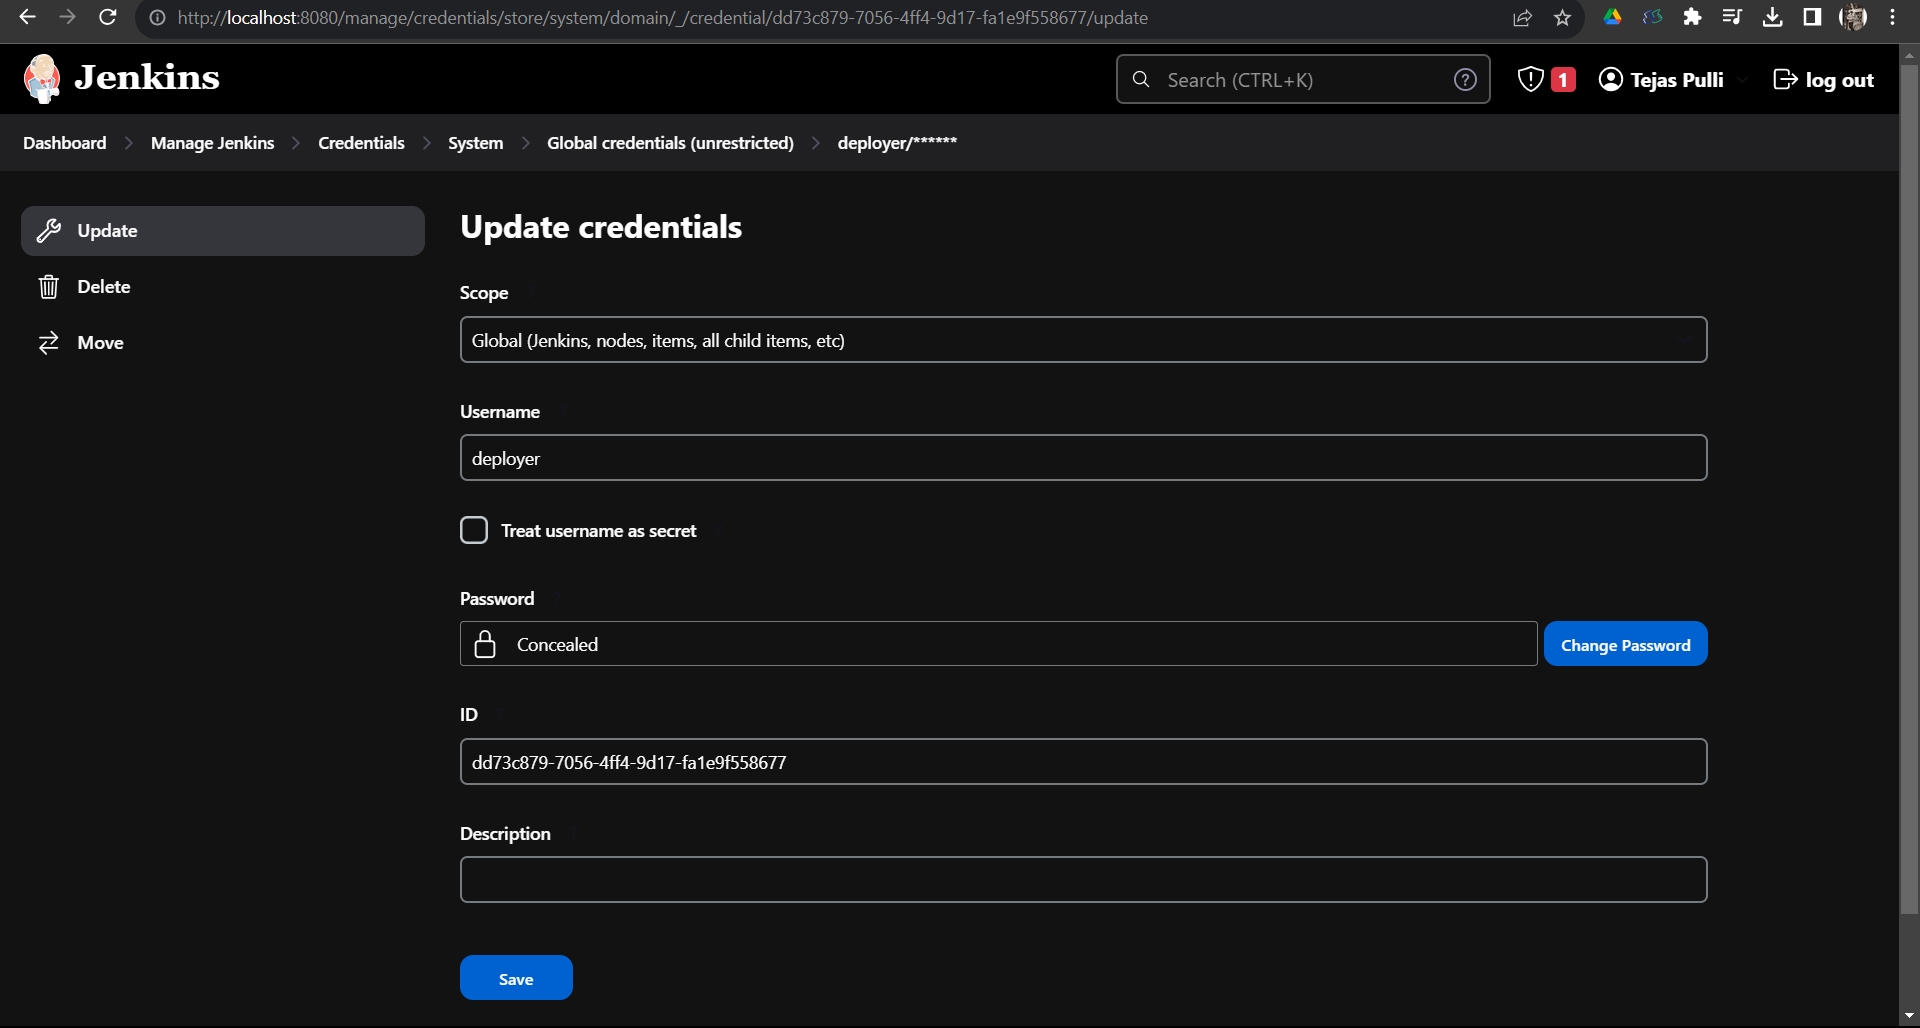 http://localhost:8080/manage/credentials/store/system/domain/_/credential/dd73c879-7056-4ff4-9d17-fa1e9f558677/update
Jenkins
Search (CTRL+K)
?
1
Tejas Pulli
log out
Dashboard
Manage Jenkins
Credentials
System
Global credentials (unrestricted)
deployer/******
Update
Delete
Move
Update credentials
Scope ?
Global (Jenkins, nodes, items, all child items, etc)
Username ?
deployer
Treat username as secret
Password ?
Concealed
Change Password
ID ?
dd73c879-7056-4ff4-9d17-fa1e9f558677
Description ?
Save